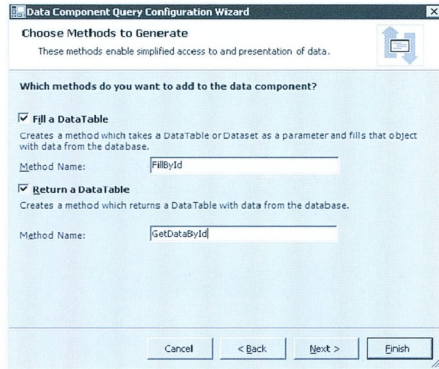 Data Component Query Configuration Wizard
Choose Methods to Generate
These methods enable simplified access to and presentation of data.
Which methods do you want to add to the data component?
Fill a DataTable
Creates a method which takes a DataTable or Dataset as a parameter and fills that object
with data from the database.
Method Name: FillById
Return a DataTable
Creates a method which returns a DataTable with data from the database.
Method Name: GetDataById
Cancel < Back Next > Finish